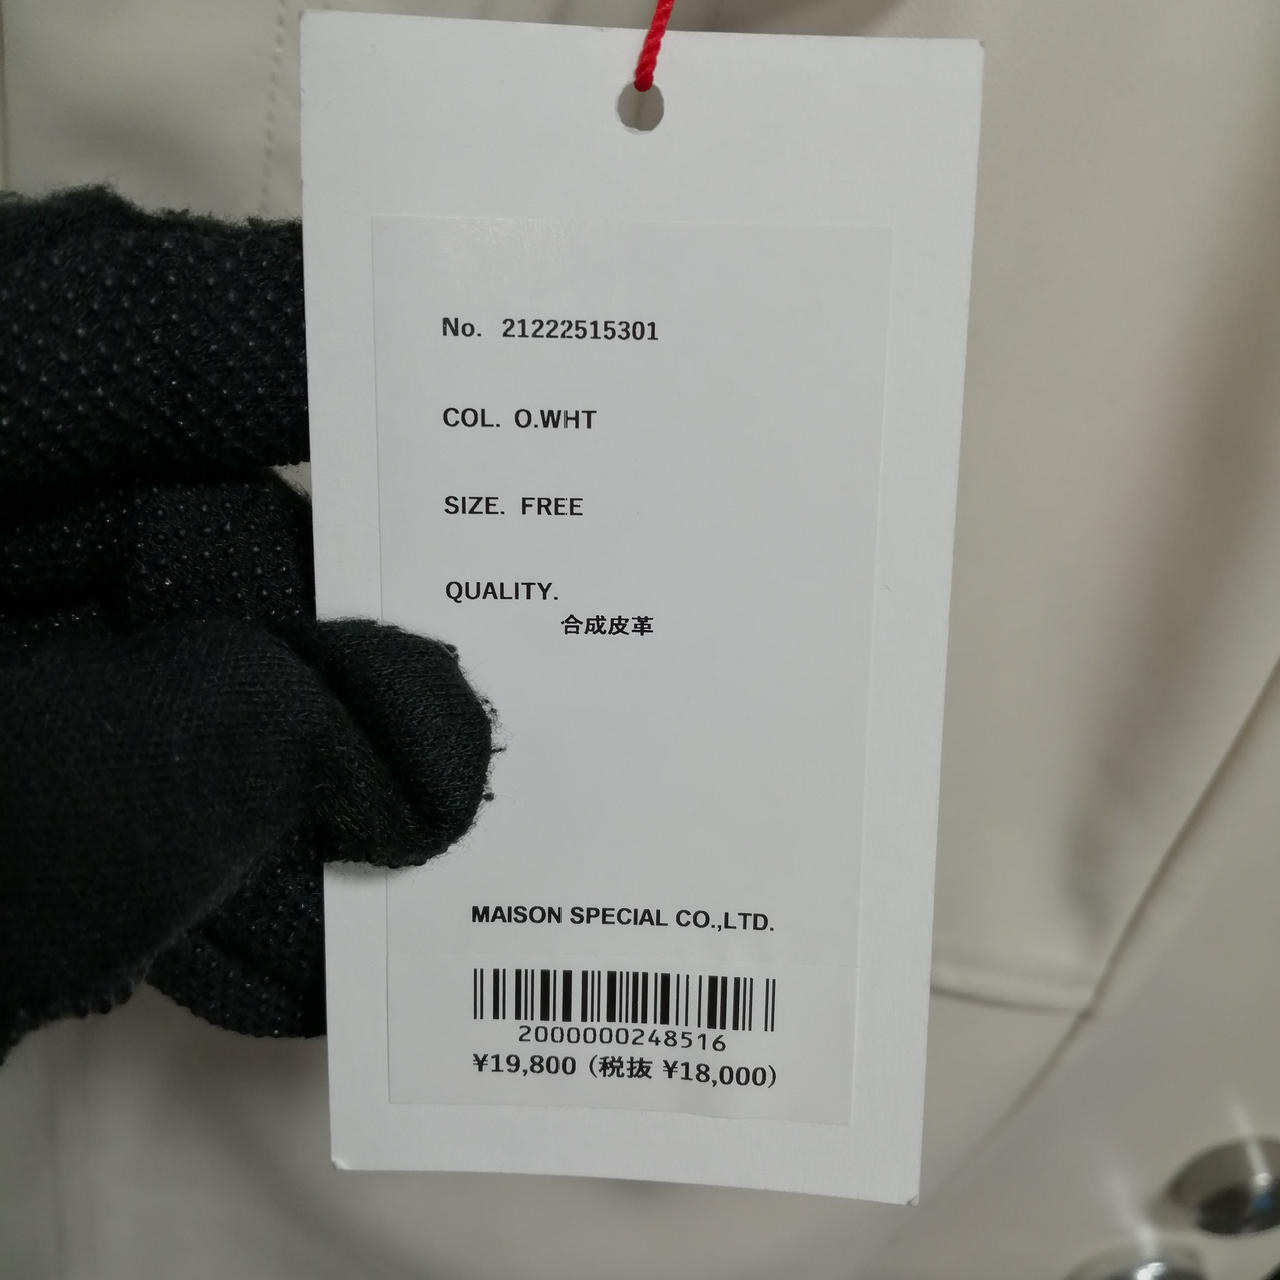 No. 21222515301
COL. O.WHT
SIZE. FREE
QUALITY.
合成皮革
MAISON SPECIAL CO.,LTD.
2000000248516
¥19,800 (税抜 ¥18,000)